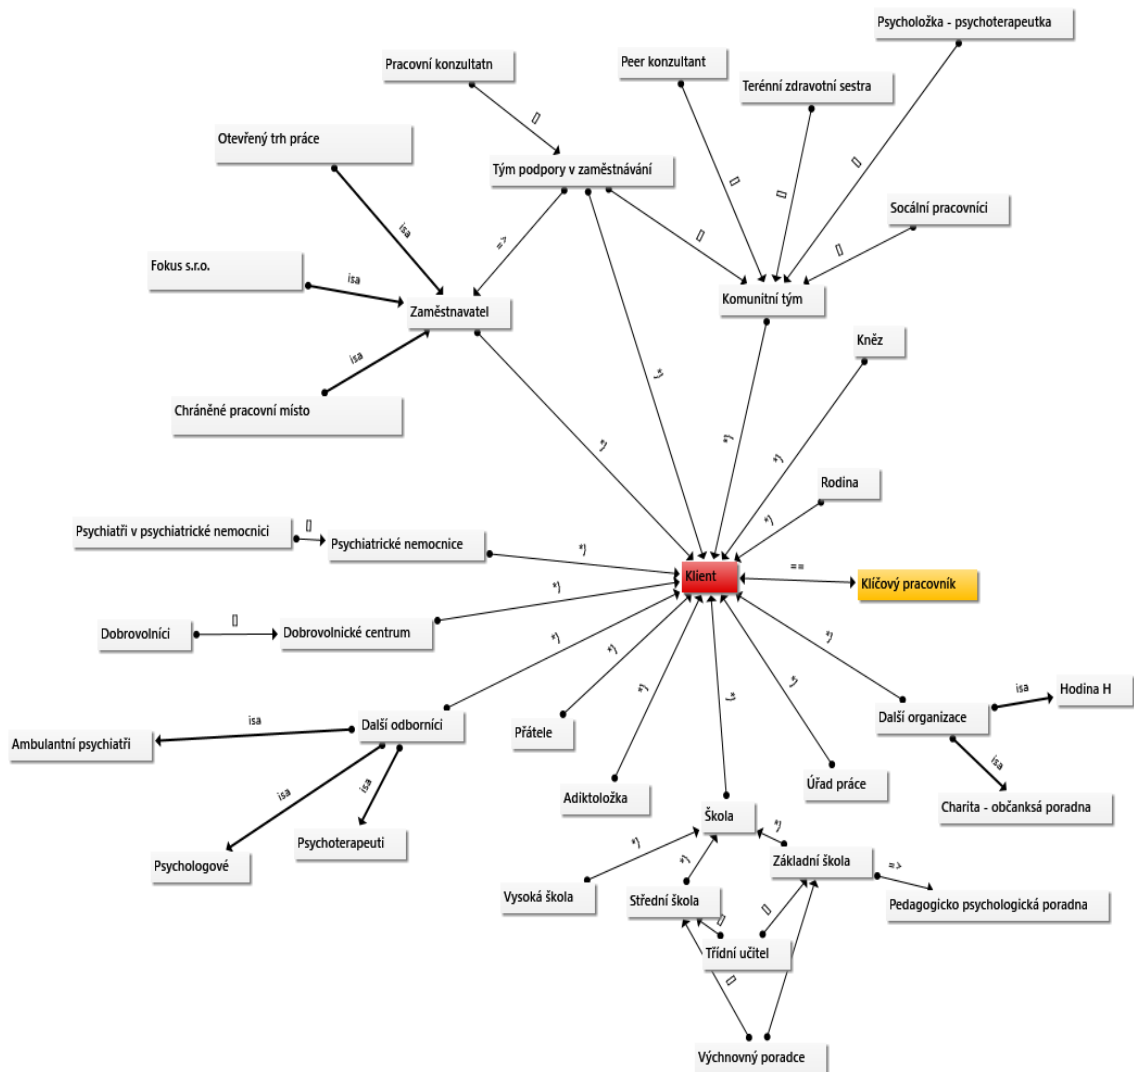 Psycholožka - psychoterapeutka
Pracovní konzultatn
Peer konzultant
Terénní zdravotní sestra
[]
Otevřený trh práce
Tým podpory v zaměstnávání
[]
[]
[]
Socální pracovníci
isa
=>
[]
[]
Fokus s.r.o.
isa
Zaměstnavatel
Komunitní tým
Kněz
isa
*}
Chráněné pracovní místo
*}
*}
*}
Rodina
*}
Psychiatři v psychiatrické nemocnici
[]
Psychiatrické nemocnice
*}
Klient
==
Klíčový pracovník
*}
Dobrovolníci
[]
Dobrovolnické centrum
*}
*}
*}
*}
*}
*}
Hodina H
isa
Další organizace
isa
Další odborníci
Přátele
Ambulantní psychiatři
isa
isa
isa
Úřad práce
Adiktoložka
Charita - občanksá poradna
Škola
*}
*}
*}
Psychoterapeuti
Psychologové
Základní škola
=>
Vysoká škola
Střední škola
Pedagogicko psychologická poradna
[]
[]
Třídní učitel
[]
Výchnovný poradce